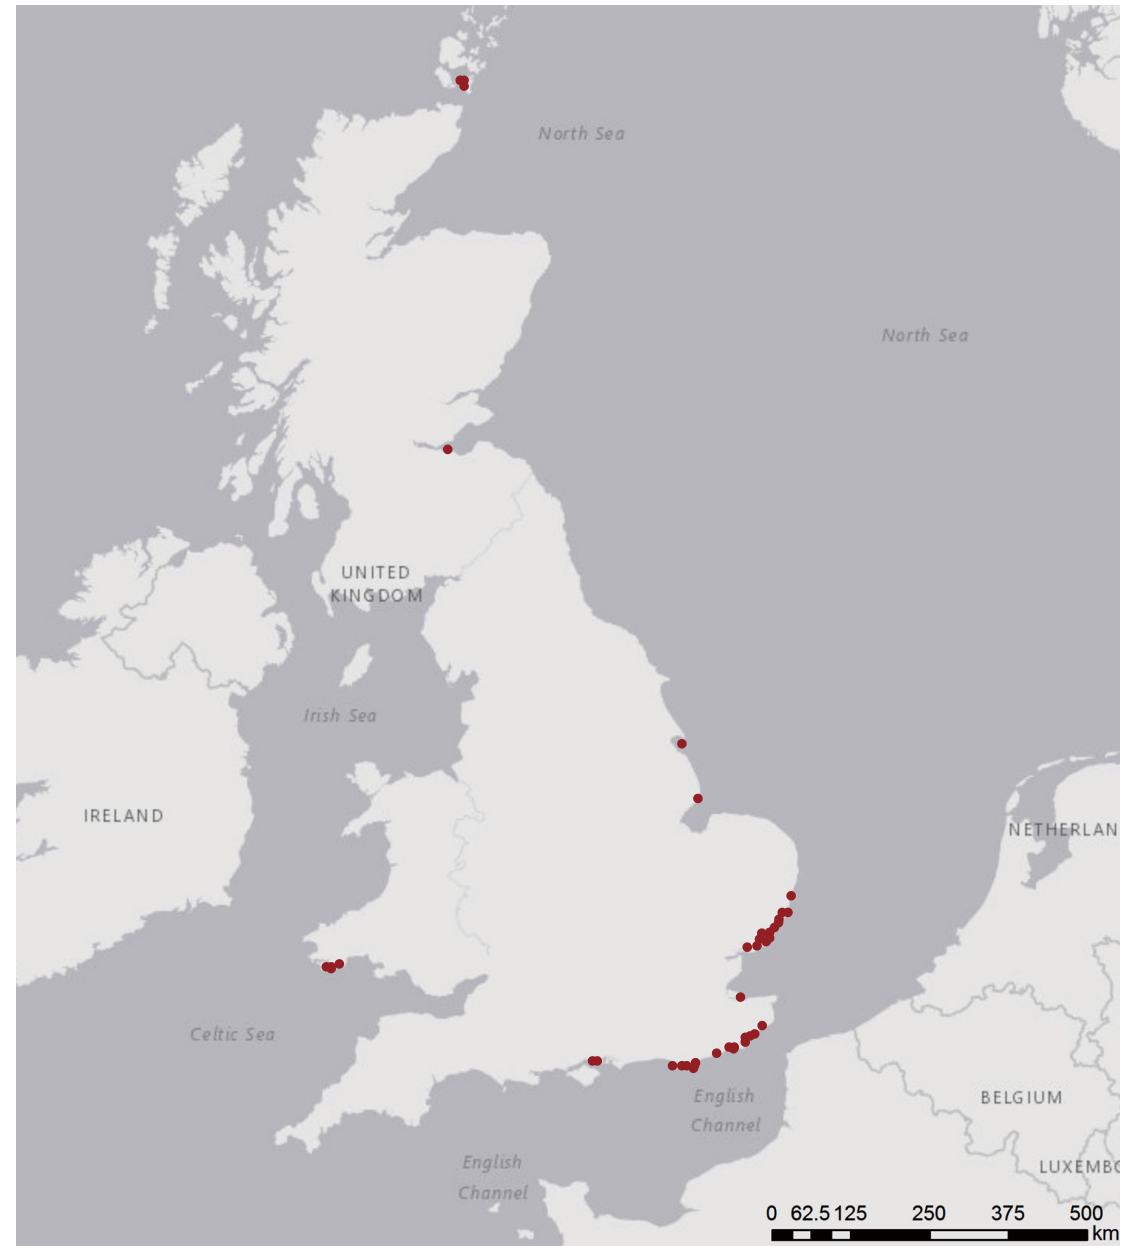 North Sea
North Sea
UNITED
KINGDOM
Irish Sea
IRELAND
NETHERLAN
Celtic Sea
English
Channel
BELGIUM
English
Channel
LUXEMBO
0 62.5 125 250 375 500
km